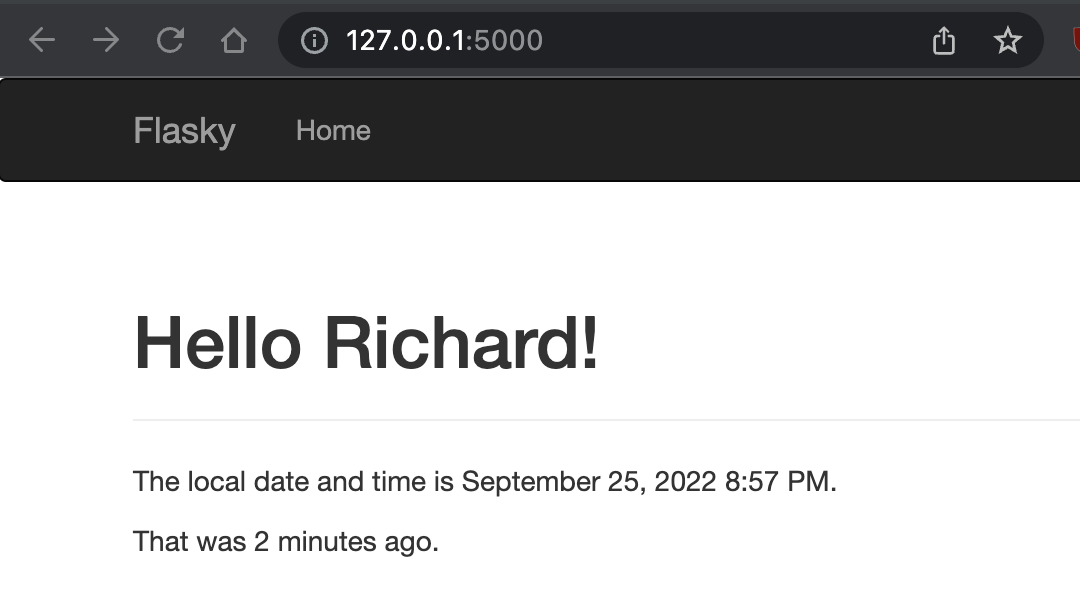 127.0.0.1:5000
Flasky Home
Hello Richard!
The local date and time is September 25, 2022 8:57 PM.
That was 2 minutes ago.